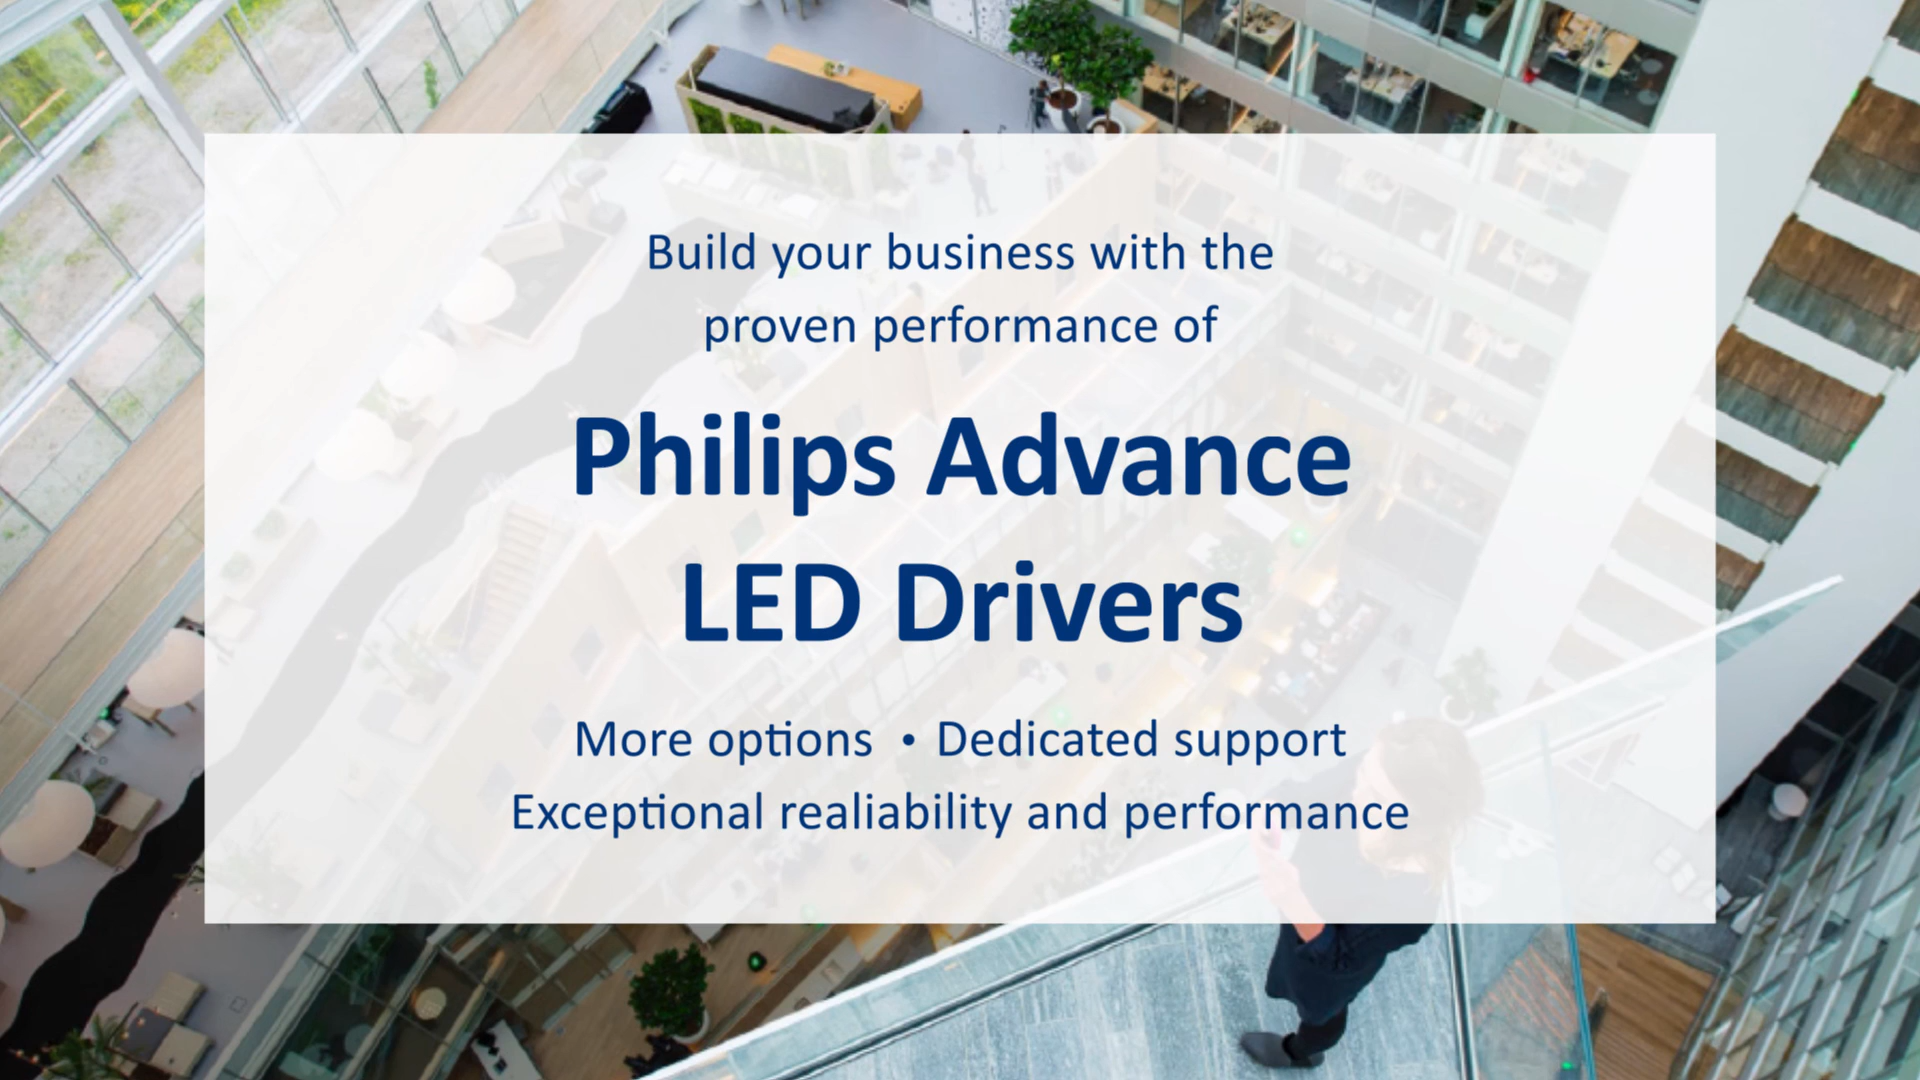 Build your business with the
proven performance of
Philips Advance
LED Drivers
More options • Dedicated support
Exceptional realiability and performance